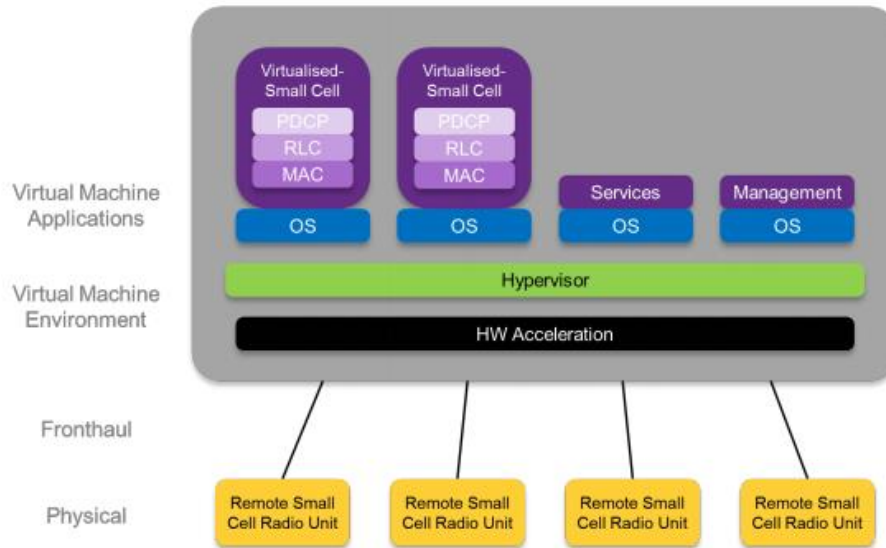 Virtualised-
Small Cell
PDCP
RLC
MAC
Virtualised-
Small Cell
PDCP
RLC
MAC
Virtual Machine
Applications
Services
Management
OS
OS
OS
OS
Virtual Machine
Environment
Hypervisor
HW Acceleration
Fronthaul
Physical
Remote Small
Cell Radio Unit
Remote Small
Cell Radio Unit
Remote Small
Cell Radio Unit
Remote Small
Cell Radio Unit